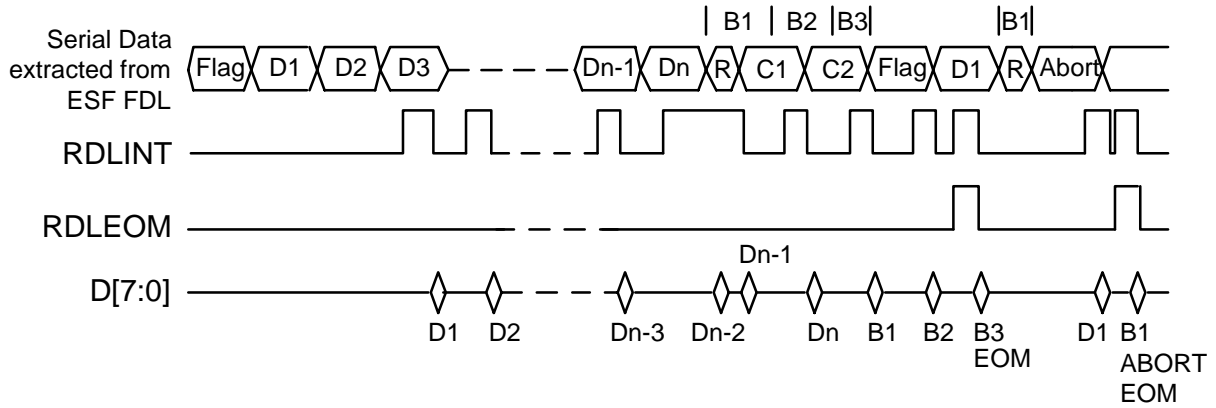 B1 B2 B3 B1
Serial Data
extracted from
ESF FDL
Flag D1 D2 D3 Dn-1 Dn R C1 C2 Flag D1 R Abort
RDLINT
RDLEOM
Dn-1
D[7:0]
D1 D2 Dn-3 Dn-2 Dn B1 B2 B3 D1 B1
EOM ABORT
EOM